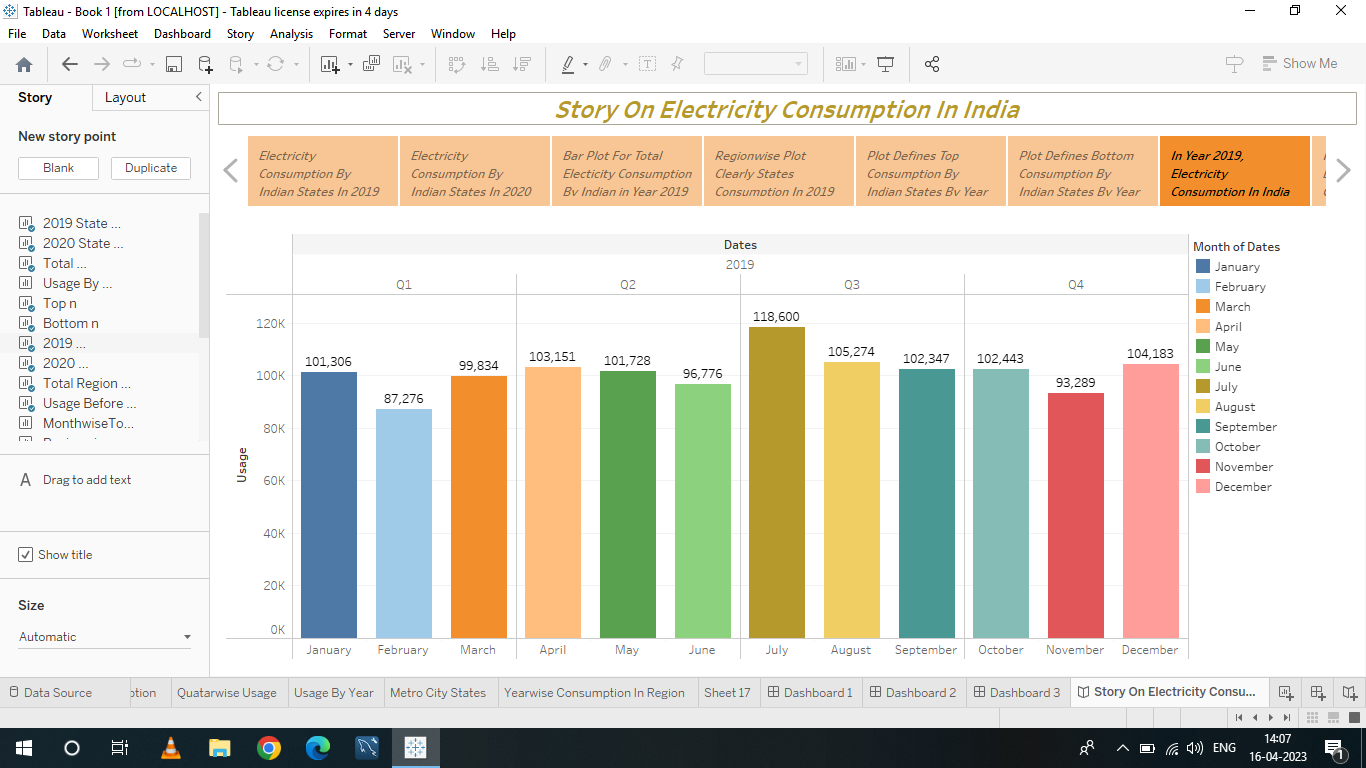 Tableau - Book 1 [from LOCALHOST] - Tableau license expires in 4 days
File Data Worksheet Dashboard Story Analysis Format Server Window Help
Show Me
Story Layout
New story point
Blank Duplicate
2019 State ...
2020 State ...
Total ...
Usage By ...
Top n
Bottom n
2019 ...
2020 ...
Total Region ...
Usage Before ...
MonthwiseTo...
A Drag to add text
Show title
Size
Automatic
Story On Electricity Consumption In India
Electricity
Consumption By
Indian States In 2019
Electricity
Consumption By
Indian States In 2020
Bar Plot For Total
Electicity Consumption
By Indian in Year 2019
Regionwise Plot
Clearly States
Consumption In 2019
Plot Defines Top
Consumption By
Indian States By Year
Plot Defines Bottom
Consumption By
Indian States By Year
In Year 2019,
Electricity
Consumption In India
Dates
2019
Q1 Q2 Q3 Q4
Usage
120K
100K
80K
60K
40K
20K
0K
101,306 87,276 99,834 103,151 101,728 96,776 118,600 105,274 102,347 102,443 93,289 104,183
January February March April May June July August September October November December
Month of Dates
January
February
March
April
May
June
July
August
September
October
November
December
Data Source ption Quatarwise Usage Usage By Year Metro City States Yearwise Consumption In Region Sheet 17 Dashboard 1 Dashboard 2 Dashboard 3 Story On Electricity Consu...
ENG
14:07
16-04-2023
1